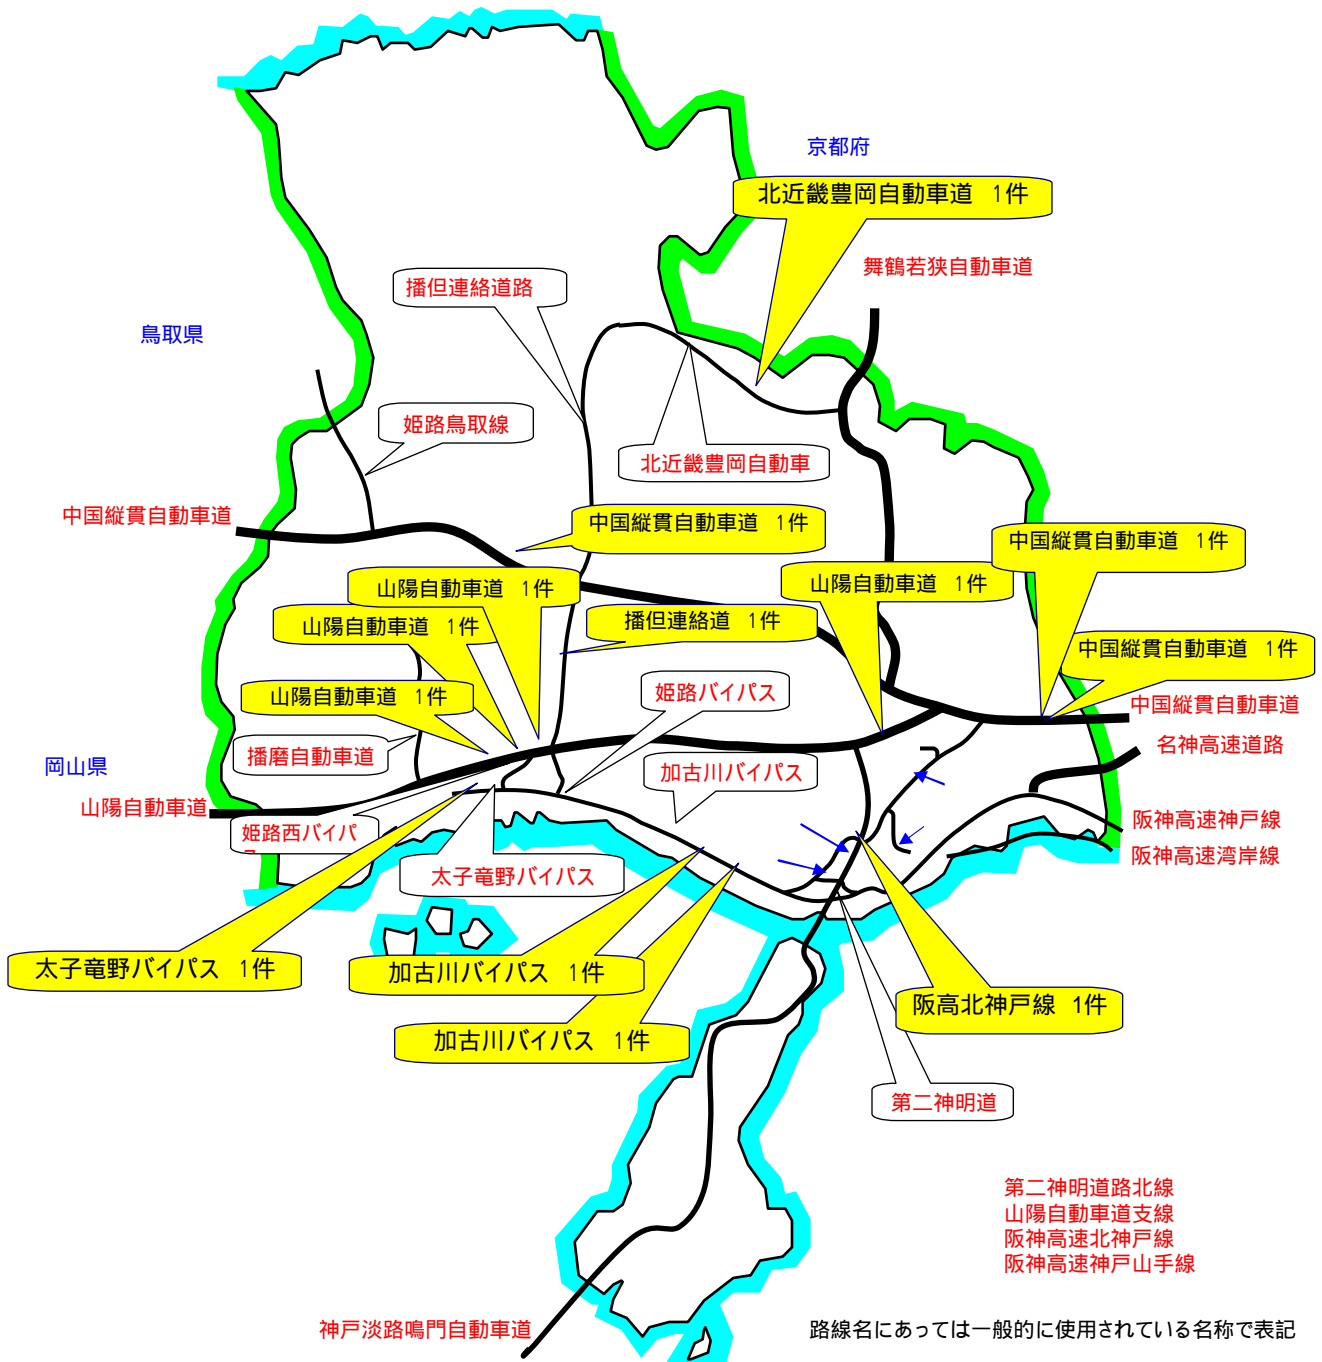 京都府
北近畿豊岡自動車道 1件
舞鶴若狭自動車道
播但連絡道路
鳥取県
姫路鳥取線
北近畿豊岡自動車
中国縦貫自動車道
中国縦貫自動車道 1件
中国縦貫自動車道 1件
山陽自動車道 1件
山陽自動車道 1件
山陽自動車道 1件
播但連絡道 1件
中国縦貫自動車道 1件
山陽自動車道 1件
姫路バイパス
中国縦貫自動車道
播磨自動車道
名神高速道路
岡山県
加古川バイパス
山陽自動車道
姫路西バイパ
阪神高速神戸線
阪神高速湾岸線
太子竜野バイパス
太子竜野バイパス 1件
加古川バイパス 1件
阪高北神戸線 1件
加古川バイパス 1件
第二神明道
第二神明道路北線
山陽自動車道支線
阪神高速北神戸線
阪神高速神戸山手線
神戸淡路鳴門自動車道
路線名にあっては一般的に使用されている名称で表記